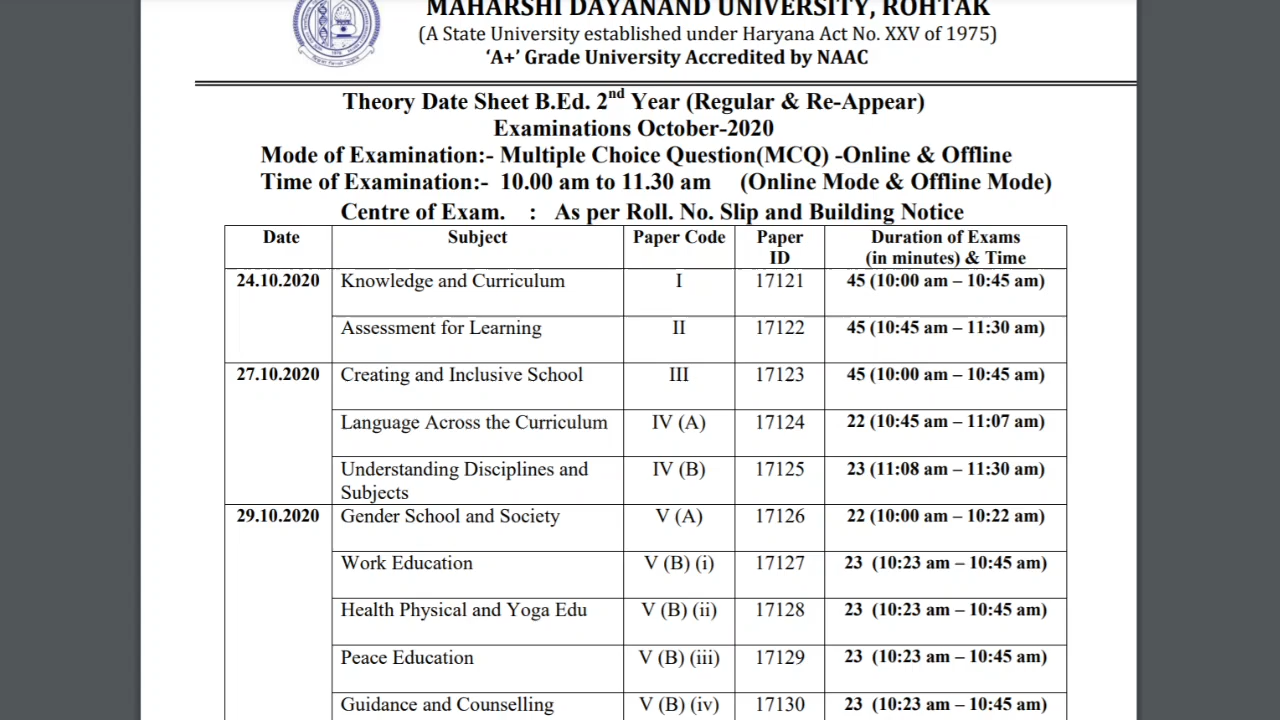 MAHARSHI DAYANAND UNIVERSITY, ROHTAK
(A State University established under Haryana Act No. XXV of 1975)
‘A+’ Grade University Accredited by NAAC
Theory Date Sheet B.Ed. 2nd Year (Regular & Re-Appear)
Examinations October-2020
Mode of Examination:- Multiple Choice Question(MCQ) -Online & Offline
Time of Examination:- 10.00 am to 11.30 am (Online Mode & Offline Mode)
Centre of Exam. : As per Roll. No. Slip and Building Notice
Date Subject Paper Code Paper ID Duration of Exams (in minutes) & Time
24.10.2020 Knowledge and Curriculum I 17121 45 (10:00 am – 10:45 am)
Assessment for Learning II 17122 45 (10:45 am – 11:30 am)
27.10.2020 Creating and Inclusive School III 17123 45 (10:00 am – 10:45 am)
Language Across the Curriculum IV (A) 17124 22 (10:45 am – 11:07 am)
Understanding Disciplines and Subjects IV (B) 17125 23 (11:08 am – 11:30 am)
29.10.2020 Gender School and Society V (A) 17126 22 (10:00 am – 10:22 am)
Work Education V (B) (i) 17127 23 (10:23 am – 10:45 am)
Health Physical and Yoga Edu V (B) (ii) 17128 23 (10:23 am – 10:45 am)
Peace Education V (B) (iii) 17129 23 (10:23 am – 10:45 am)
Guidance and Counselling V (B) (iv) 17130 23 (10:23 am – 10:45 am)